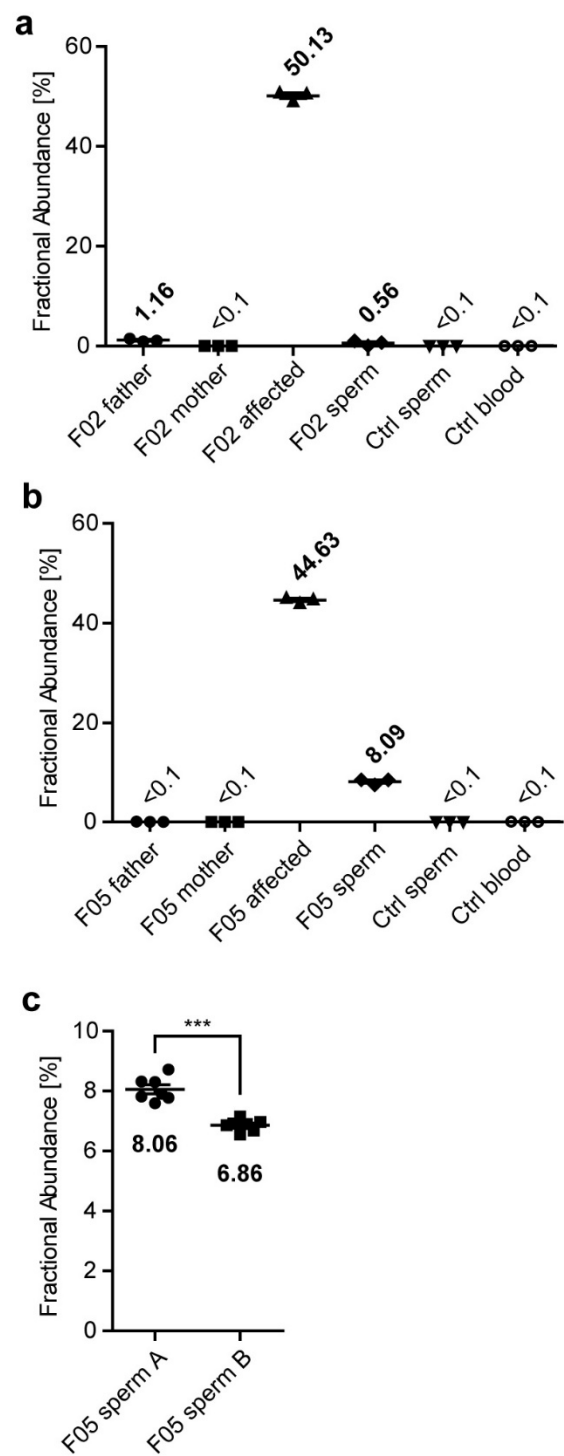 a
Fractional Abundance [%]
60
40
20
0
1.16
<0.1
50.13
0.56
<0.1
<0.1
F02 father
F02 mother
F02 affected
F02 sperm
Ctrl sperm
Ctrl blood
b
Fractional Abundance [%]
60
40
20
0
<0.1
<0.1
44.63
8.09
<0.1
<0.1
F05 father
F05 mother
F05 affected
F05 sperm
Ctrl sperm
Ctrl blood
c
Fractional Abundance [%]
10
8
6
4
2
0
***
8.06
6.86
F05 sperm A
F05 sperm B